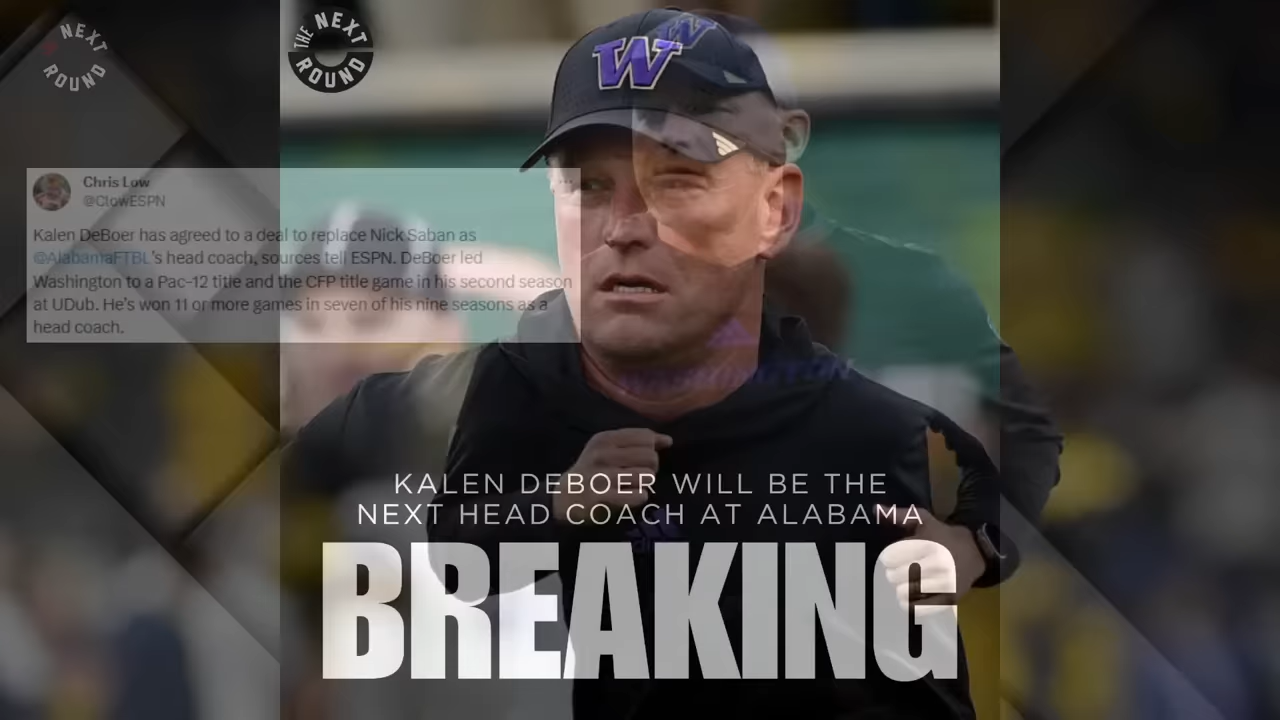 NEXT
ROUND
THE NEXT
ROUND
W
W
Chris Low
@ClowESPN
Kalen DeBoer has agreed to a deal to replace Nick Saban as
@AlabamaFTBL's head coach, sources tell ESPN. DeBoer led
Washington to a Pac-12 title and the CFP title game in his second season
at UDub. He's won 11 or more games in seven of his nine seasons as a
head coach.
KALEN DEBOER WILL BE THE
NEXT HEAD COACH AT ALABAMA
BREAKING